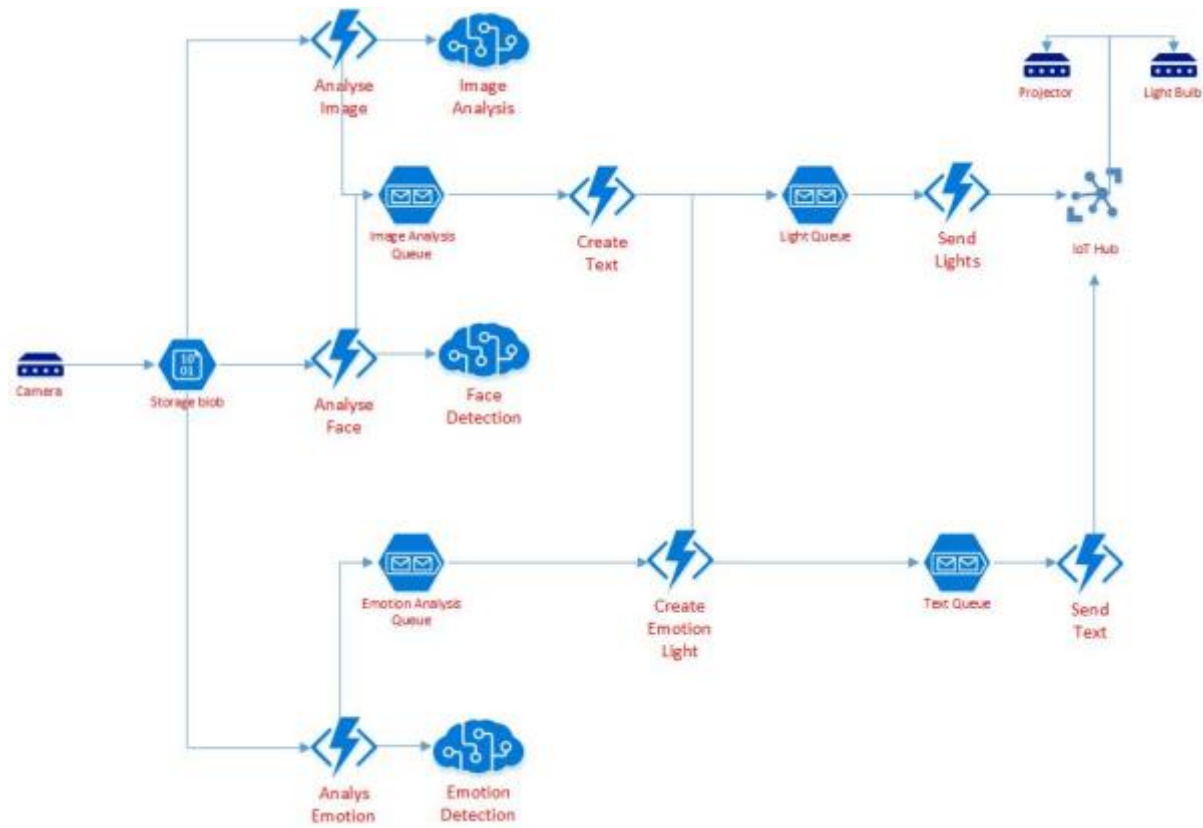 Analyse
Image
Image
Analysis
Projector
Light Bulb
Image Analysis
Queue
Create
Text
Light Queue
Send
Lights
IoT Hub
Camera
10
01
Storage blob
Analyse
Face
Face
Detection
Emotion Analysis
Queue
Create
Emotion
Light
Text Queue
Send
Text
Analys
Emotion
Emotion
Detection